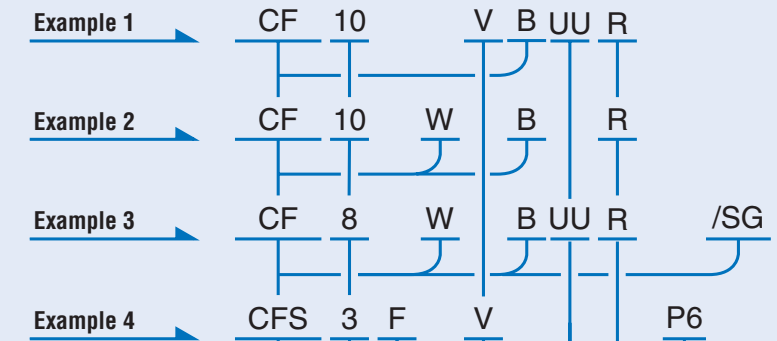 Example 1 CF 10 V B UU R
Example 2 CF 10 W B R
Example 3 CF 8 W B UU R /SG
Example 4 CFS 3 F V P6